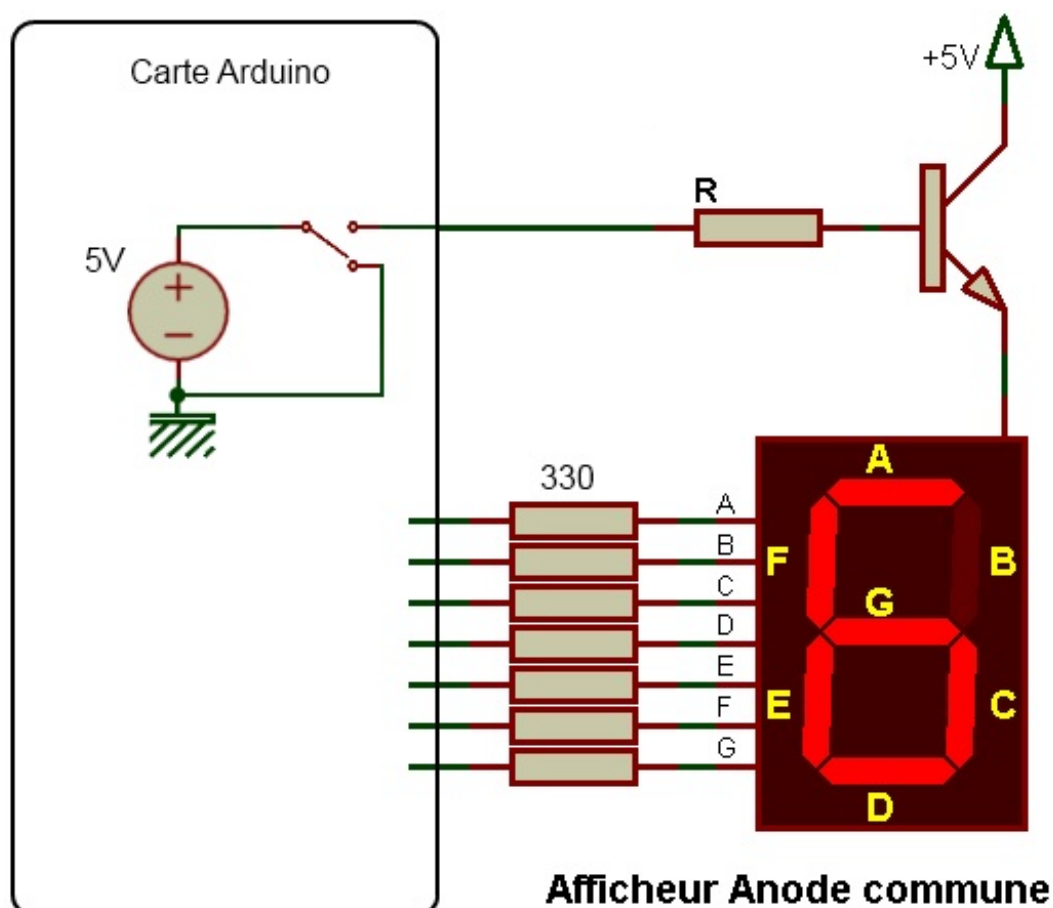 Carte Arduino
+5V
R
5V
+
−
330
A
B
C
D
E
F
G
A
F
B
G
E
C
D
Afficheur Anode commune